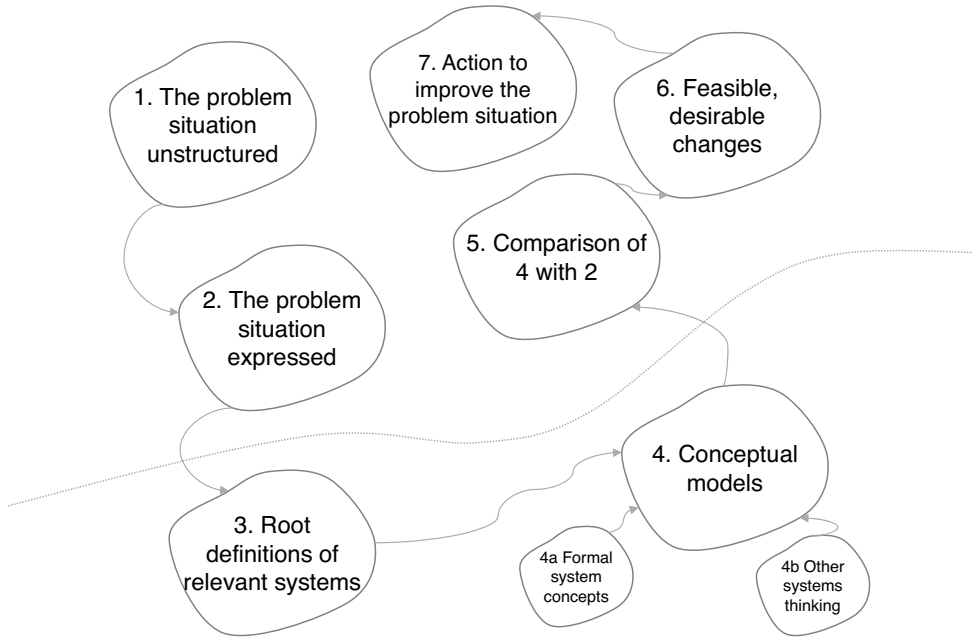 1. The problem
situation
unstructured
7. Action to
improve the
problem situation
6. Feasible,
desirable
changes
2. The problem
situation
expressed
5. Comparison of
4 with 2
3. Root
definitions of
relevant systems
4. Conceptual
models
4a Formal
system
concepts
4b Other
systems
thinking